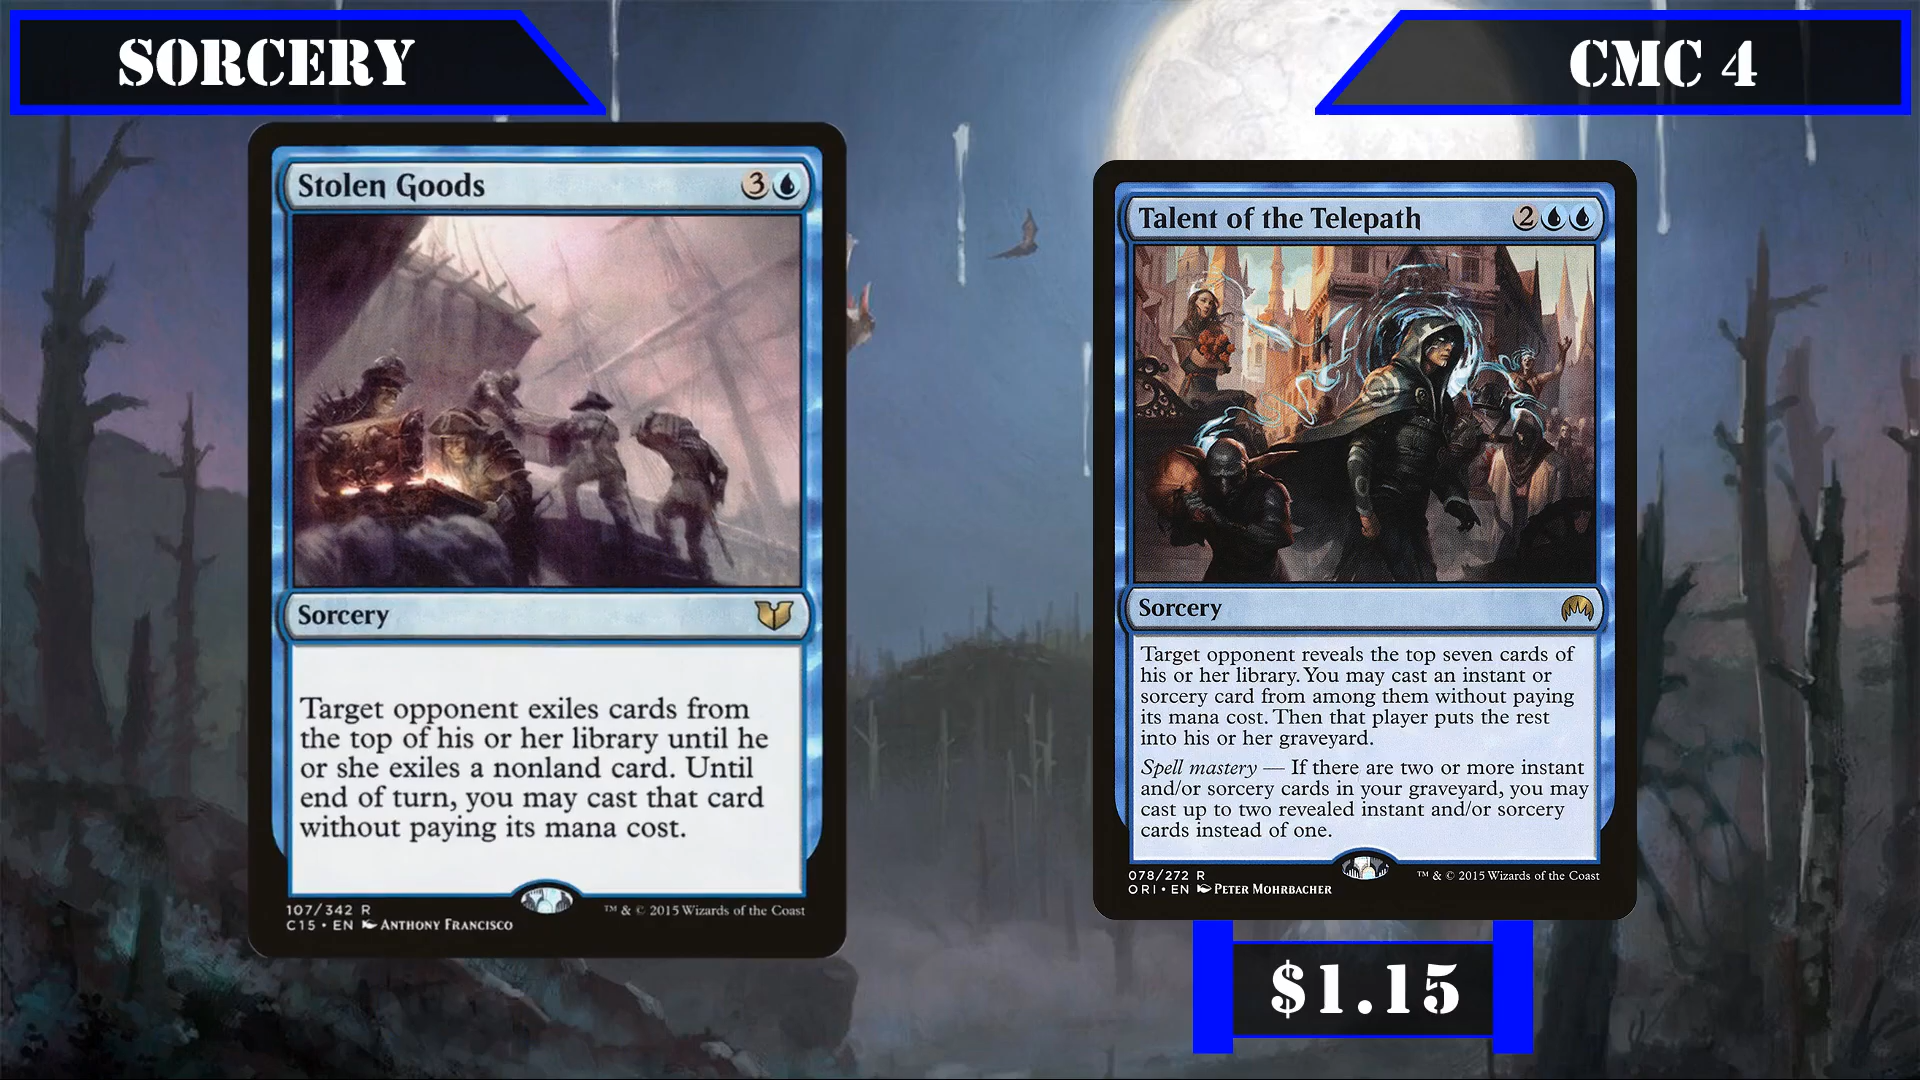 SORCERY
CMC 4
Stolen Goods 3
Sorcery
Target opponent exiles cards from
the top of his or her library until he
or she exiles a nonland card. Until
end of turn, you may cast that card
without paying its mana cost.
107/342 R
C15 • EN ANTHONY FRANCISCO
™ & © 2015 Wizards of the Coast
Talent of the Telepath 2
Sorcery
Target opponent reveals the top seven cards of
his or her library. You may cast an instant or
sorcery card from among them without paying
its mana cost. Then that player puts the rest
into his or her graveyard.
Spell mastery — If there are two or more instant
and/or sorcery cards in your graveyard, you may
cast up to two revealed instant and/or sorcery
cards instead of one.
078/272 R
ORI • EN PETER MOHRBACHER
™ & © 2015 Wizards of the Coast
$1.15